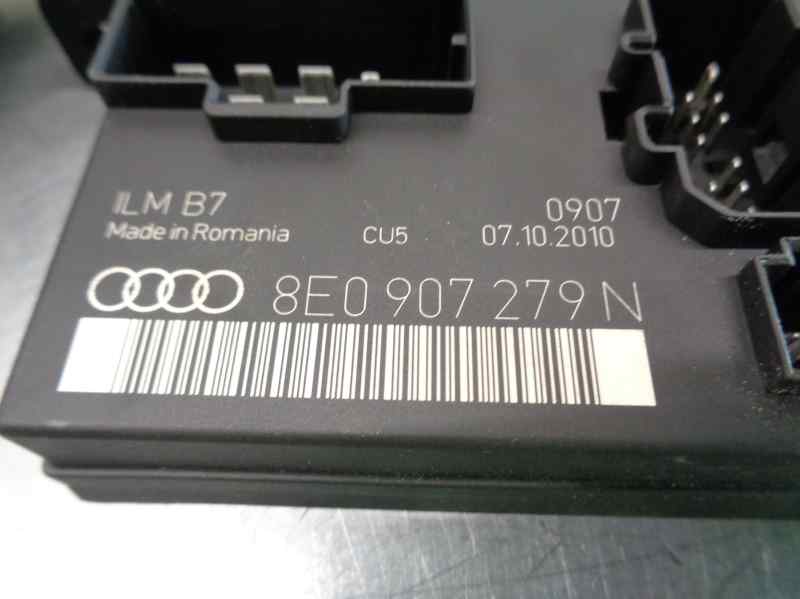 ILM B7
0907
Made in Romania
CU5
07.10.2010
8E0 907 279 N